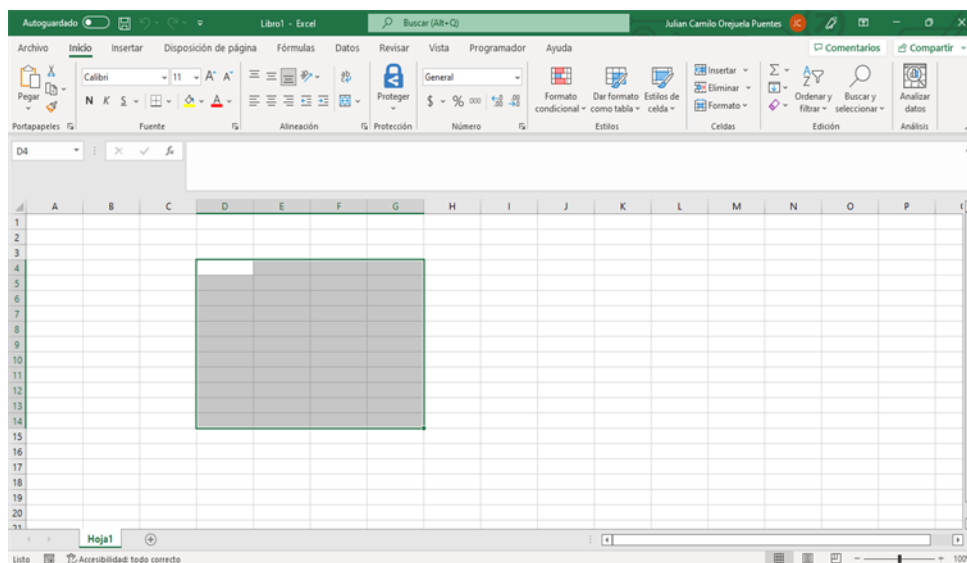 Autoguardado Libro1 - Excel Buscar (Alt+Q) Julian Camilo Orejuela Puentes JC
Archivo Inicio Insertar Disposición de página Fórmulas Datos Revisar Vista Programador Ayuda Comentarios Compartir
Pegar Calibri 11 A A General Insertar
N K S A Proteger $ % 000 Formato condicional Dar formato como tabla Estilos de celda Eliminar Formato Ordenar y filtrar Buscar y seleccionar Analizar datos
Portapapeles Fuente Alineación Protección Número Estilos Celdas Edición Análisis
D4 fx
A B C D E F G H I J K L M N O P
1
2
3
4
5
6
7
8
9
10
11
12
13
14
15
16
17
18
19
20
21
Hoja1
Listo Accesibilidad: todo correcto 100